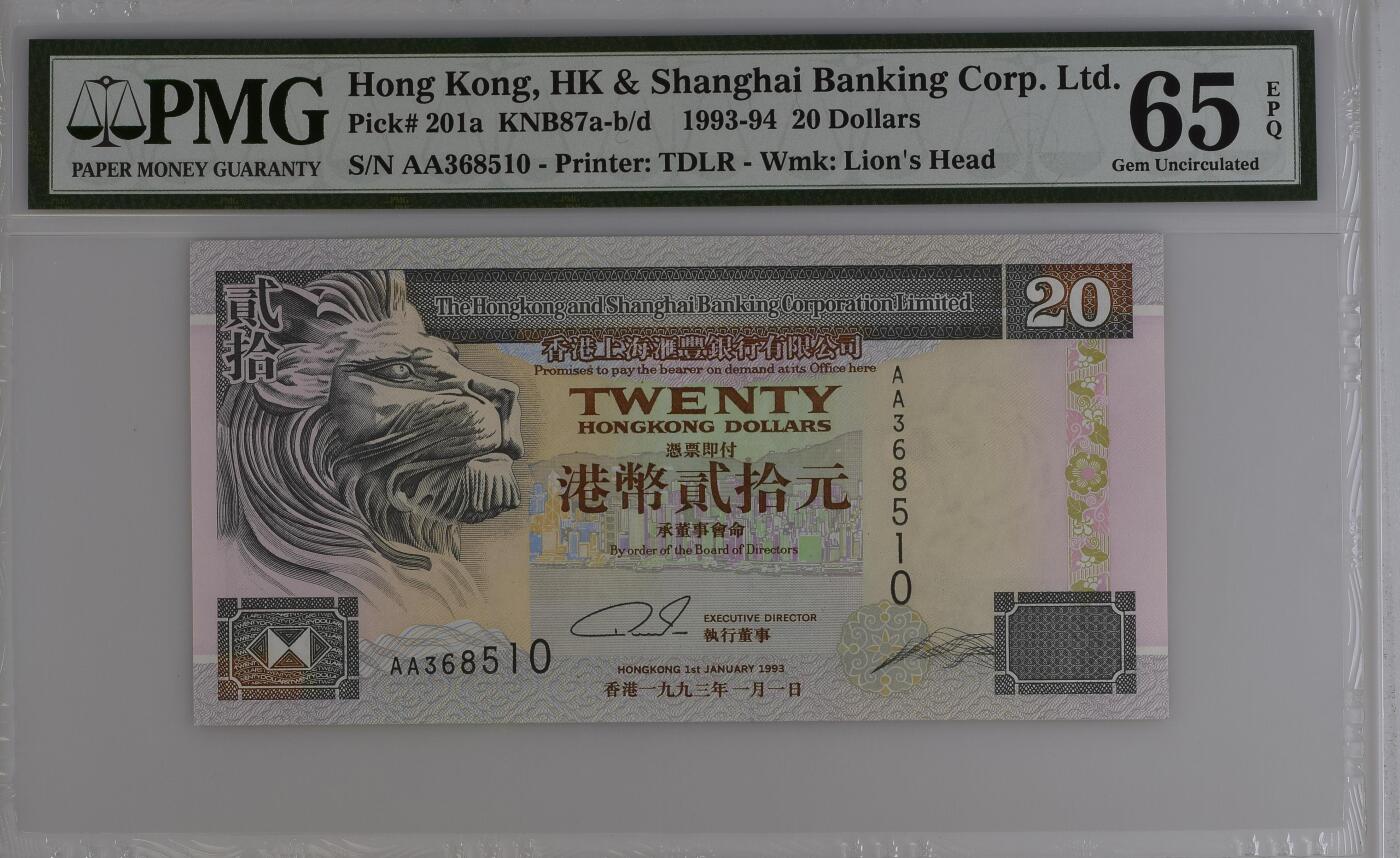 PMG
PAPER MONEY GUARANTY
Hong Kong, HK & Shanghai Banking Corp. Ltd.
Pick# 201a KNB87a-b/d 1993-94 20 Dollars
S/N AA368510 - Printer: TDLR - Wmk: Lion's Head
65
EPQ
Gem Uncirculated
貳拾
The Hongkong and Shanghai Banking Corporation Limited
20
香港上海滙豐銀行有限公司
Promises to pay the bearer on demand at its Office here
TWENTY
HONGKONG DOLLARS
憑票即付
港幣貳拾元
承董事會命
By order of the Board of Directors
AA368510
EXECUTIVE DIRECTOR
執行董事
AA368510
HONGKONG 1st JANUARY 1993
香港一九九三年一月一日